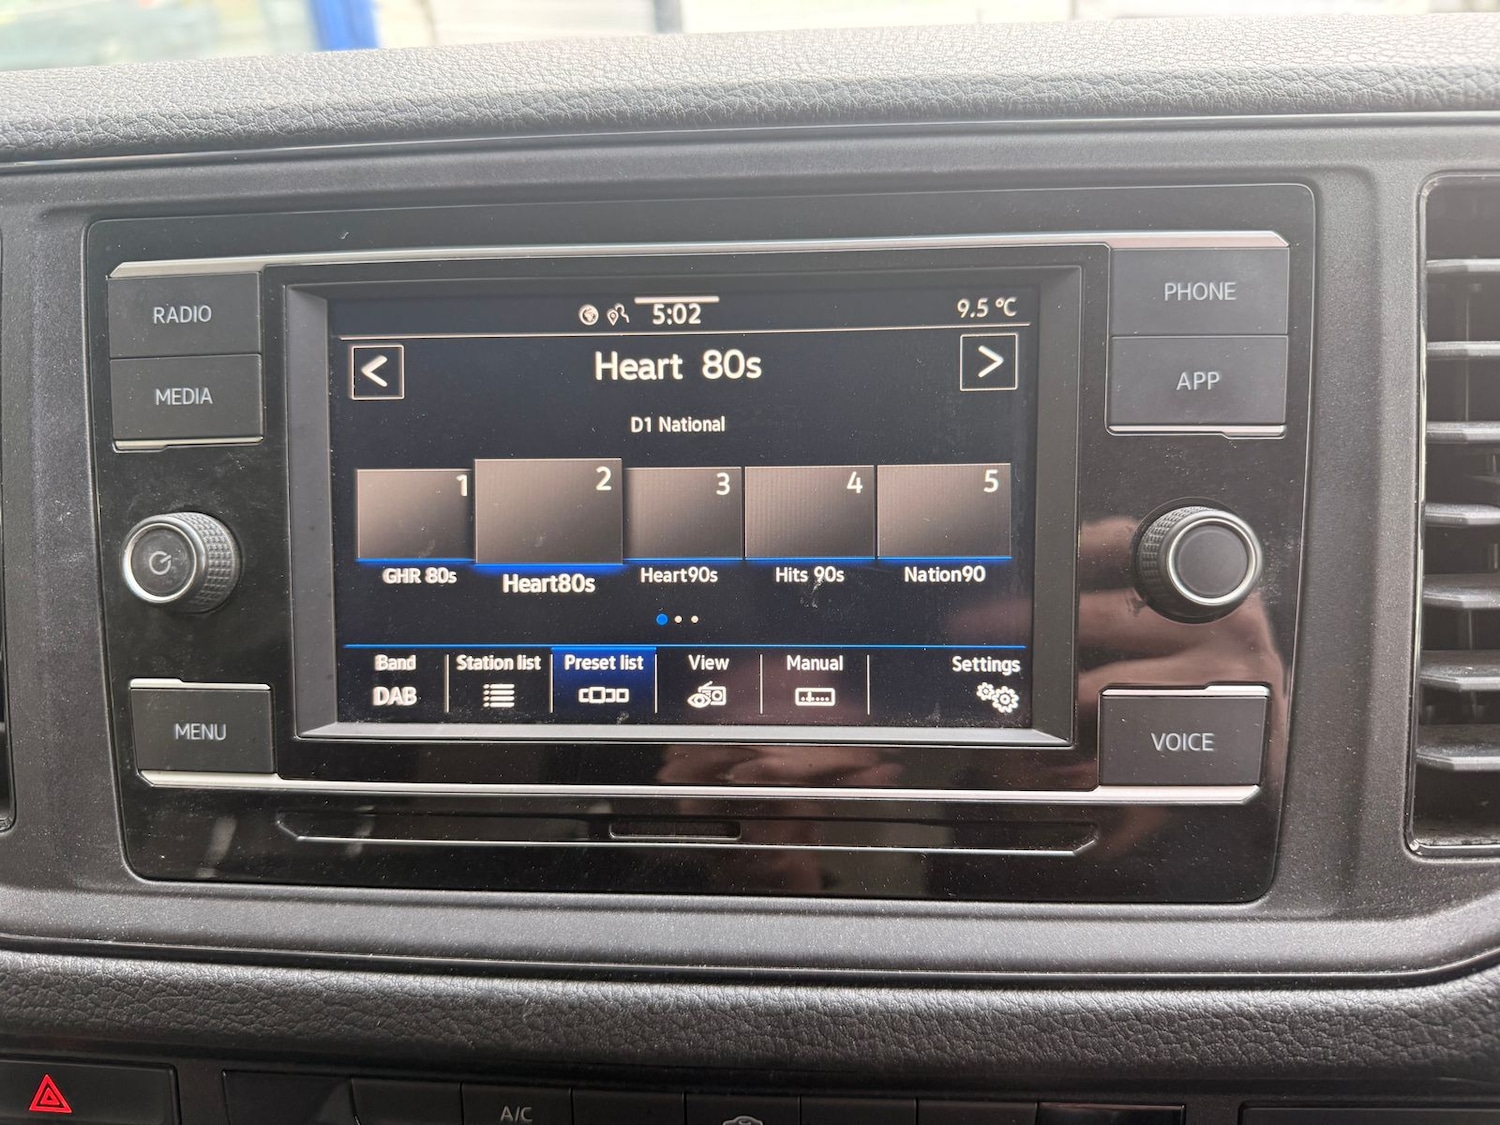 RADIO
MEDIA
MENU
5:02
9.5 °C
< Heart 80s >
D1 National
1 2 3 4 5
GHR 80s Heart80s Heart90s Hits 90s Nation90
Band Station list Preset list View Manual Settings
DAB
PHONE
APP
VOICE
A/C